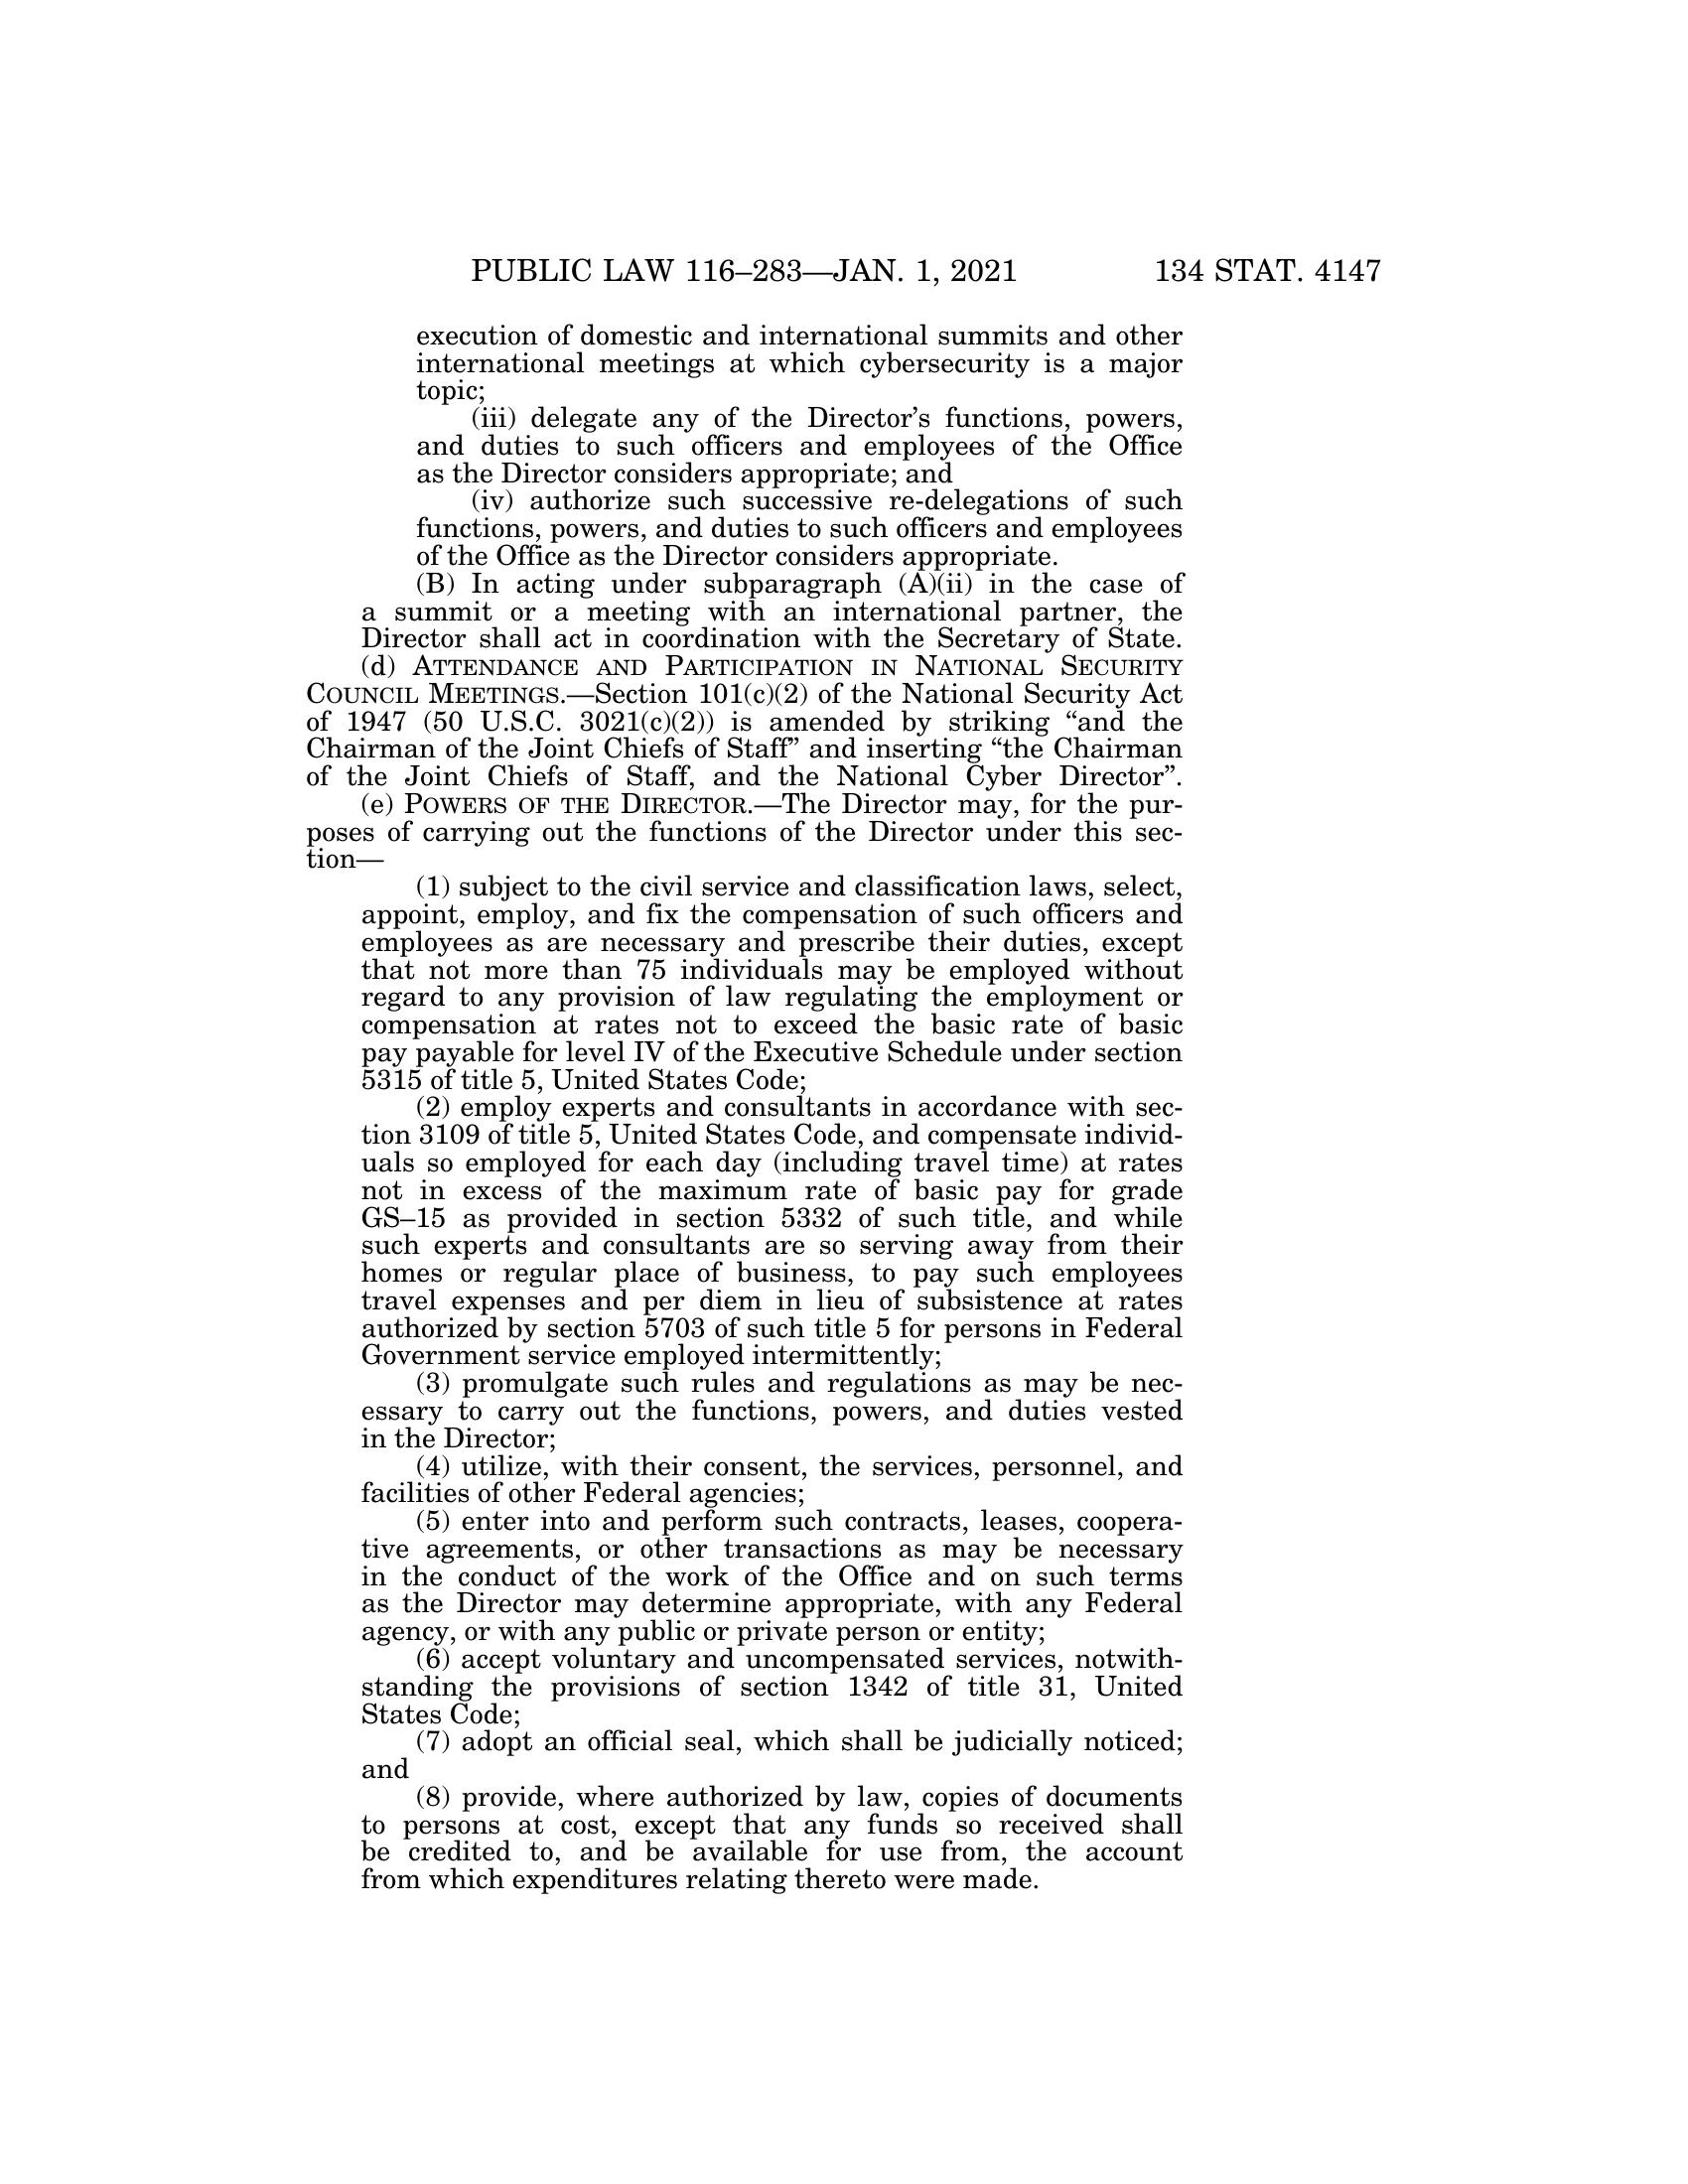 PUBLIC LAW 116–283—JAN. 1, 2021 134 STAT. 4147
execution of domestic and international summits and other
international meetings at which cybersecurity is a major
topic;
(iii) delegate any of the Director’s functions, powers,
and duties to such officers and employees of the Office
as the Director considers appropriate; and
(iv) authorize such successive re-delegations of such
functions, powers, and duties to such officers and employees
of the Office as the Director considers appropriate.
(B) In acting under subparagraph (A)(ii) in the case of
a summit or a meeting with an international partner, the
Director shall act in coordination with the Secretary of State.
(d) ATTENDANCE AND PARTICIPATION IN NATIONAL SECURITY
COUNCIL MEETINGS.—Section 101(c)(2) of the National Security Act
of 1947 (50 U.S.C. 3021(c)(2)) is amended by striking “and the
Chairman of the Joint Chiefs of Staff” and inserting “the Chairman
of the Joint Chiefs of Staff, and the National Cyber Director”.
(e) POWERS OF THE DIRECTOR.—The Director may, for the pur-
poses of carrying out the functions of the Director under this sec-
tion—
(1) subject to the civil service and classification laws, select,
appoint, employ, and fix the compensation of such officers and
employees as are necessary and prescribe their duties, except
that not more than 75 individuals may be employed without
regard to any provision of law regulating the employment or
compensation at rates not to exceed the basic rate of basic
pay payable for level IV of the Executive Schedule under section
5315 of title 5, United States Code;
(2) employ experts and consultants in accordance with sec-
tion 3109 of title 5, United States Code, and compensate individ-
uals so employed for each day (including travel time) at rates
not in excess of the maximum rate of basic pay for grade
GS–15 as provided in section 5332 of such title, and while
such experts and consultants are so serving away from their
homes or regular place of business, to pay such employees
travel expenses and per diem in lieu of subsistence at rates
authorized by section 5703 of such title 5 for persons in Federal
Government service employed intermittently;
(3) promulgate such rules and regulations as may be nec-
essary to carry out the functions, powers, and duties vested
in the Director;
(4) utilize, with their consent, the services, personnel, and
facilities of other Federal agencies;
(5) enter into and perform such contracts, leases, coopera-
tive agreements, or other transactions as may be necessary
in the conduct of the work of the Office and on such terms
as the Director may determine appropriate, with any Federal
agency, or with any public or private person or entity;
(6) accept voluntary and uncompensated services, notwith-
standing the provisions of section 1342 of title 31, United
States Code;
(7) adopt an official seal, which shall be judicially noticed;
and
(8) provide, where authorized by law, copies of documents
to persons at cost, except that any funds so received shall
be credited to, and be available for use from, the account
from which expenditures relating thereto were made.